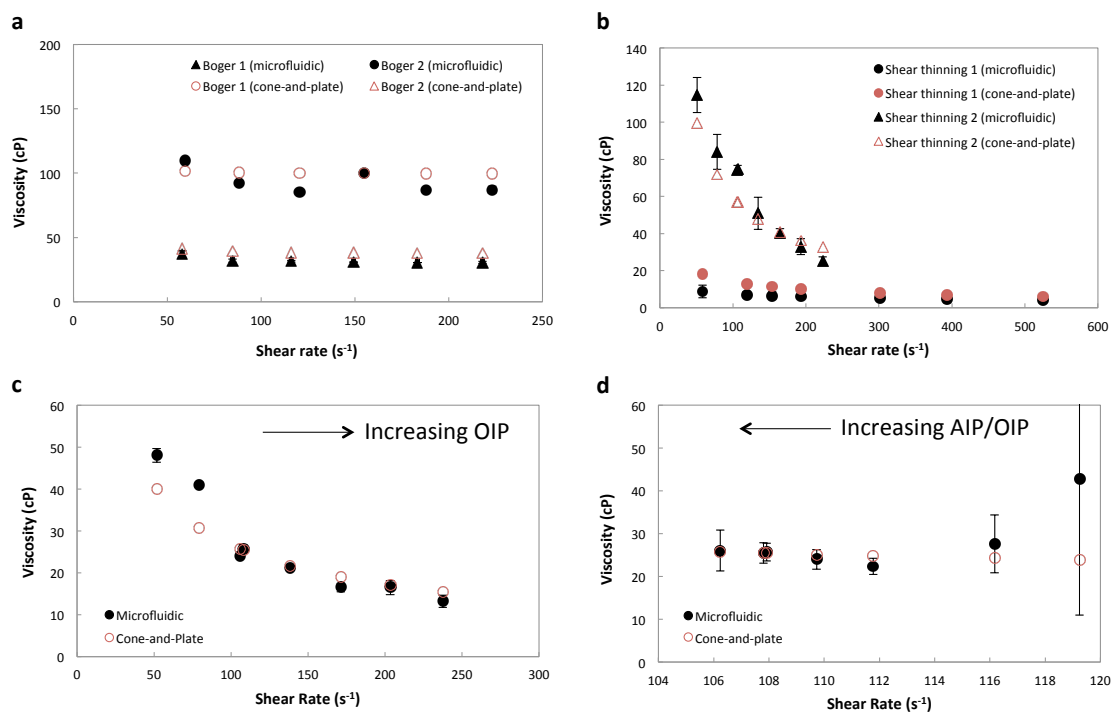 a
200
150
100
50
0
Viscosity (cP)
Boger 1 (microfluidic)
Boger 2 (microfluidic)
Boger 1 (cone-and-plate)
Boger 2 (cone-and-plate)
0 50 100 150 200 250
Shear rate (s⁻¹)
b
140
120
100
80
60
40
20
0
Viscosity (cP)
Shear thinning 1 (microfluidic)
Shear thinning 1 (cone-and-plate)
Shear thinning 2 (microfluidic)
Shear thinning 2 (cone-and-plate)
0 100 200 300 400 500 600
Shear rate (s⁻¹)
c
60
50
40
30
20
10
0
Viscosity (cP)
Increasing OIP
Microfluidic
Cone-and-Plate
0 50 100 150 200 250 300
Shear Rate (s⁻¹)
d
60
50
40
30
20
10
0
Viscosity (cP)
Increasing AIP/OIP
Microfluidic
Cone-and-plate
104 106 108 110 112 114 116 118 120
Shear Rate (s⁻¹)